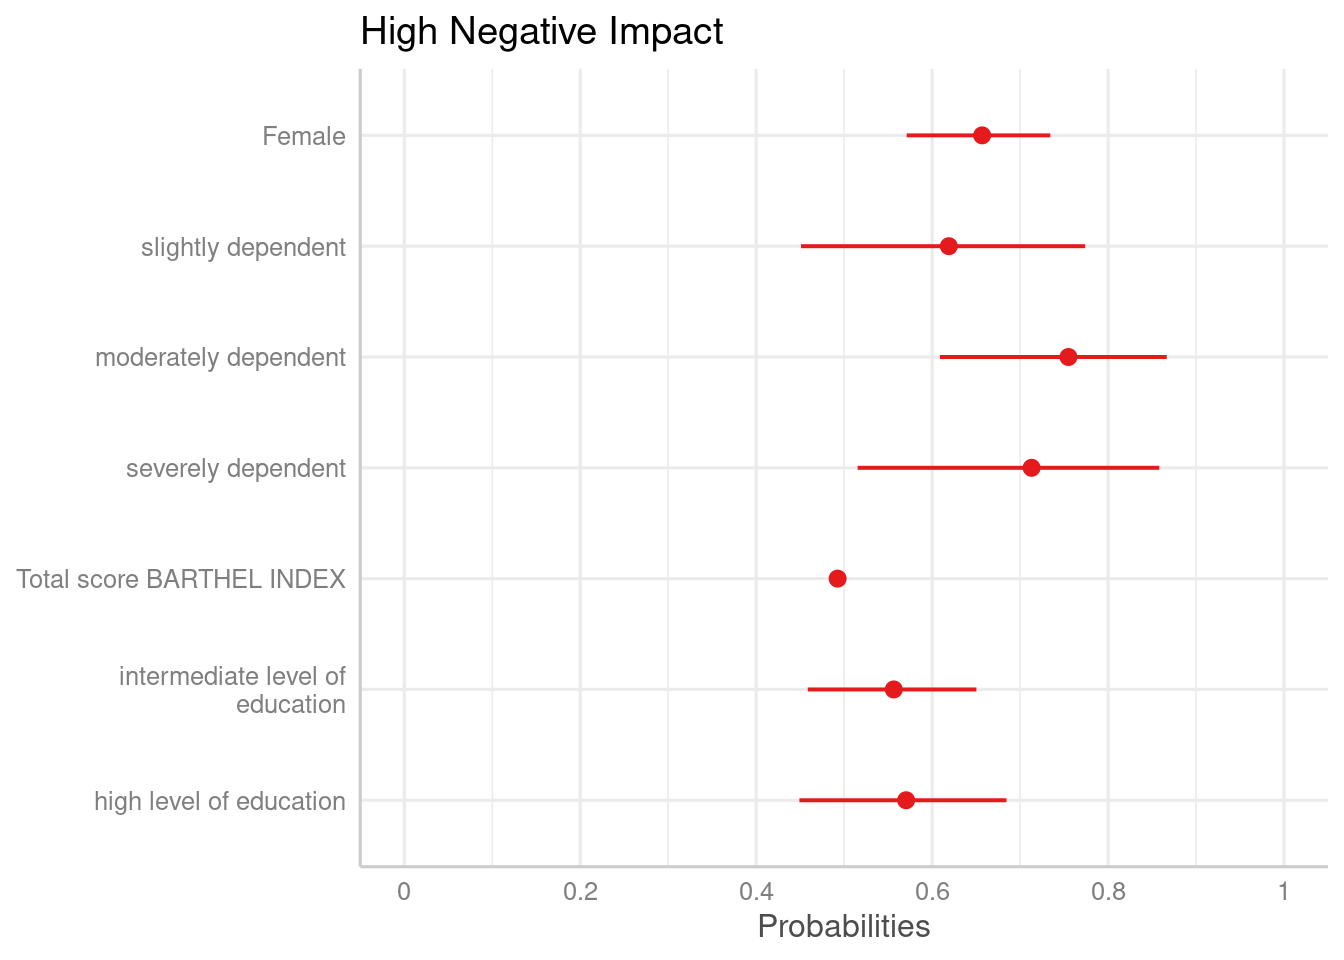 High Negative Impact
Female
slightly dependent
moderately dependent
severely dependent
Total score BARTHEL INDEX
intermediate level of
education
high level of education
0 0.2 0.4 0.6 0.8 1
Probabilities